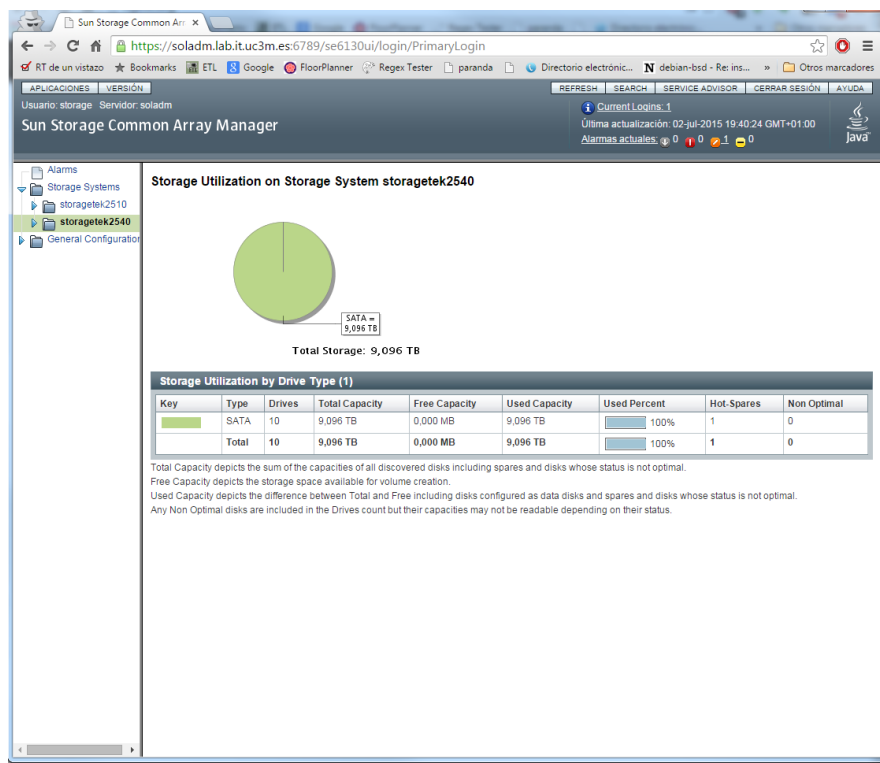 Sun Storage Common Arr
https://soladm.lab.it.uc3m.es:6789/se6130ui/login/PrimaryLogin
RT de un vistazo Bookmarks ETL Google FloorPlanner Regex Tester paranda Directorio electrónic... debian-bsd - Re: ins... » Otros marcadores
APLICACIONES VERSIÓN REFRESH SEARCH SERVICE ADVISOR CERRAR SESIÓN AYUDA
Usuario: storage Servidor: soladm
Current Logins: 1
Sun Storage Common Array Manager
Última actualización: 02-jul-2015 19:40:24 GMT+01:00
Alarmas actuales: 0 0 1 0
Java
Alarms
Storage Systems
storagetek2510
storagetek2540
General Configuration
Storage Utilization on Storage System storagetek2540
SATA =
9,096 TB
Total Storage: 9,096 TB
Storage Utilization by Drive Type (1)
Key Type Drives Total Capacity Free Capacity Used Capacity Used Percent Hot-Spares Non Optimal
SATA 10 9,096 TB 0,000 MB 9,096 TB 100% 1 0
Total 10 9,096 TB 0,000 MB 9,096 TB 100% 1 0
Total Capacity depicts the sum of the capacities of all discovered disks including spares and disks whose status is not optimal.
Free Capacity depicts the storage space available for volume creation.
Used Capacity depicts the difference between Total and Free including disks configured as data disks and spares and disks whose status is not optimal.
Any Non Optimal disks are included in the Drives count but their capacities may not be readable depending on their status.